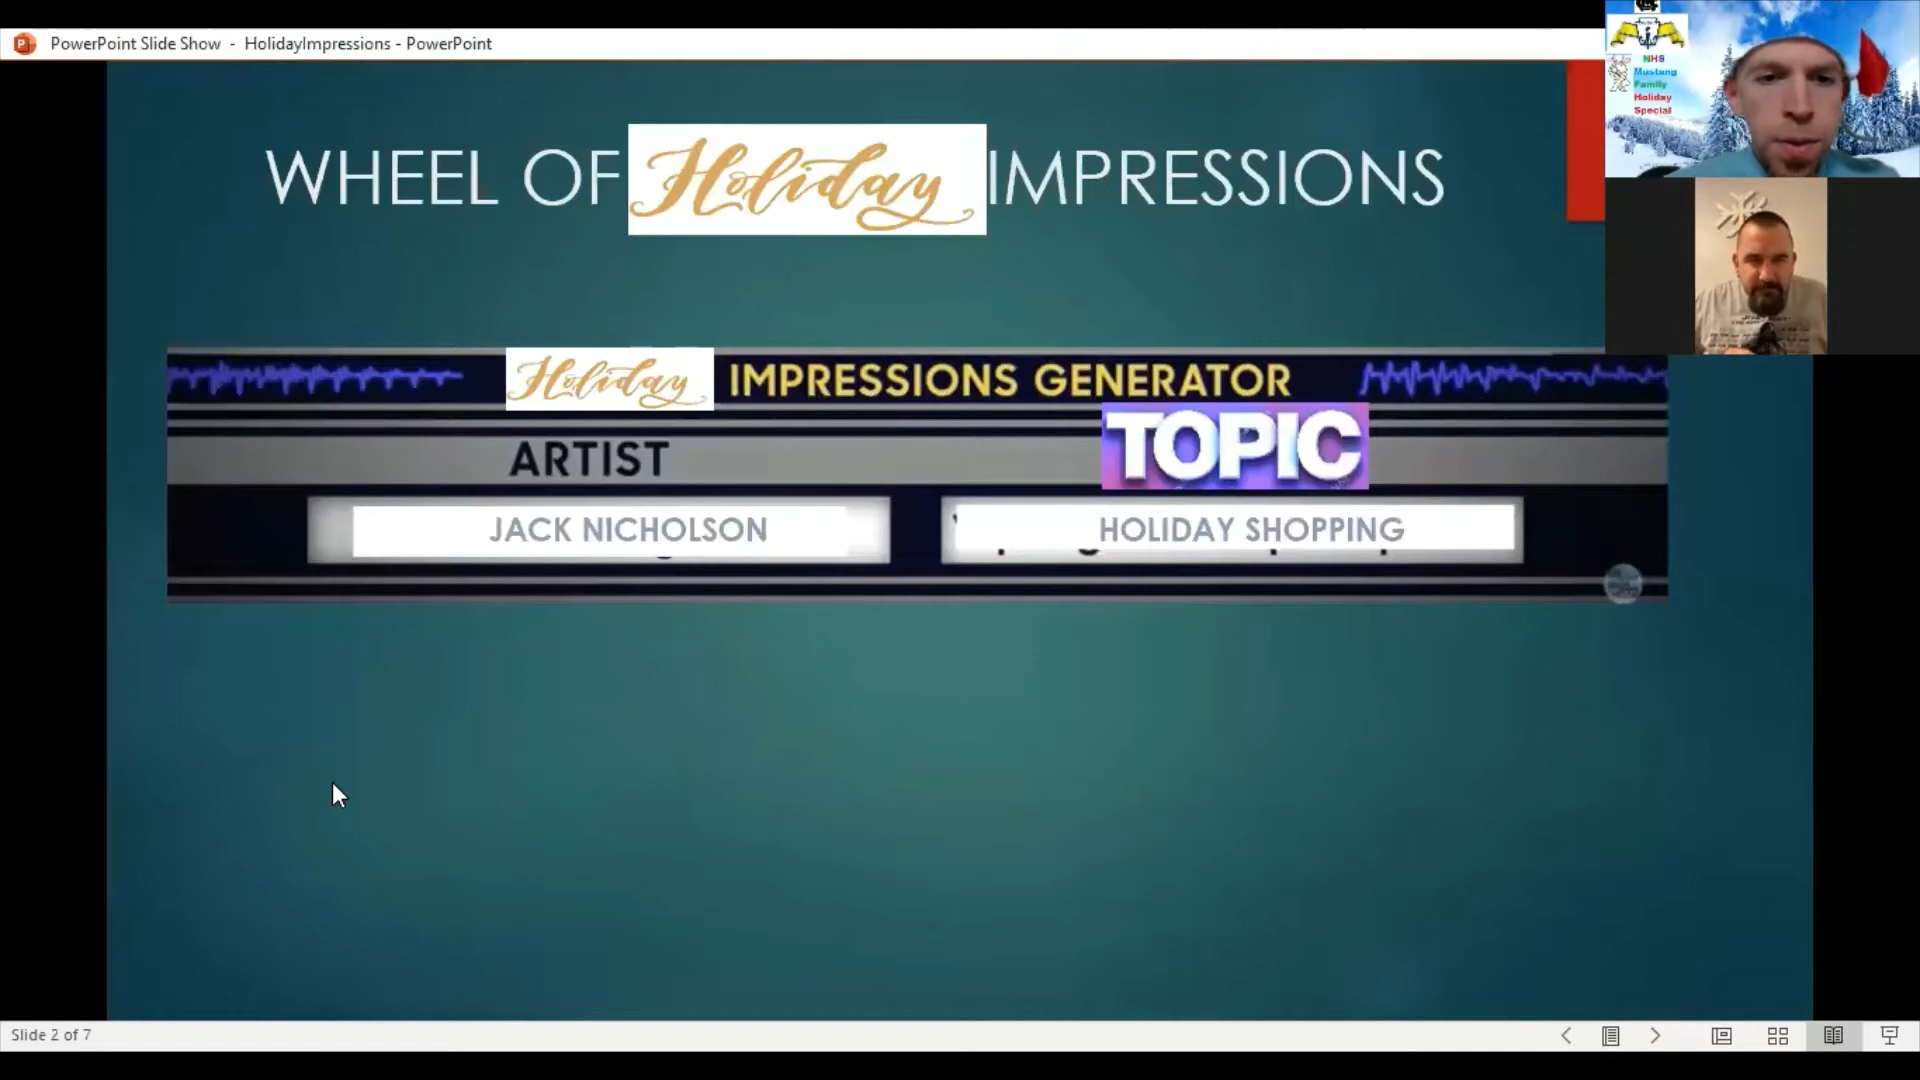 PowerPoint Slide Show - HolidayImpressions - PowerPoint
NHS
Mustang
Family
Holiday
Special
WHEEL OF Holiday IMPRESSIONS
Holiday IMPRESSIONS GENERATOR
ARTIST
TOPIC
JACK NICHOLSON
HOLIDAY SHOPPING
Slide 2 of 7